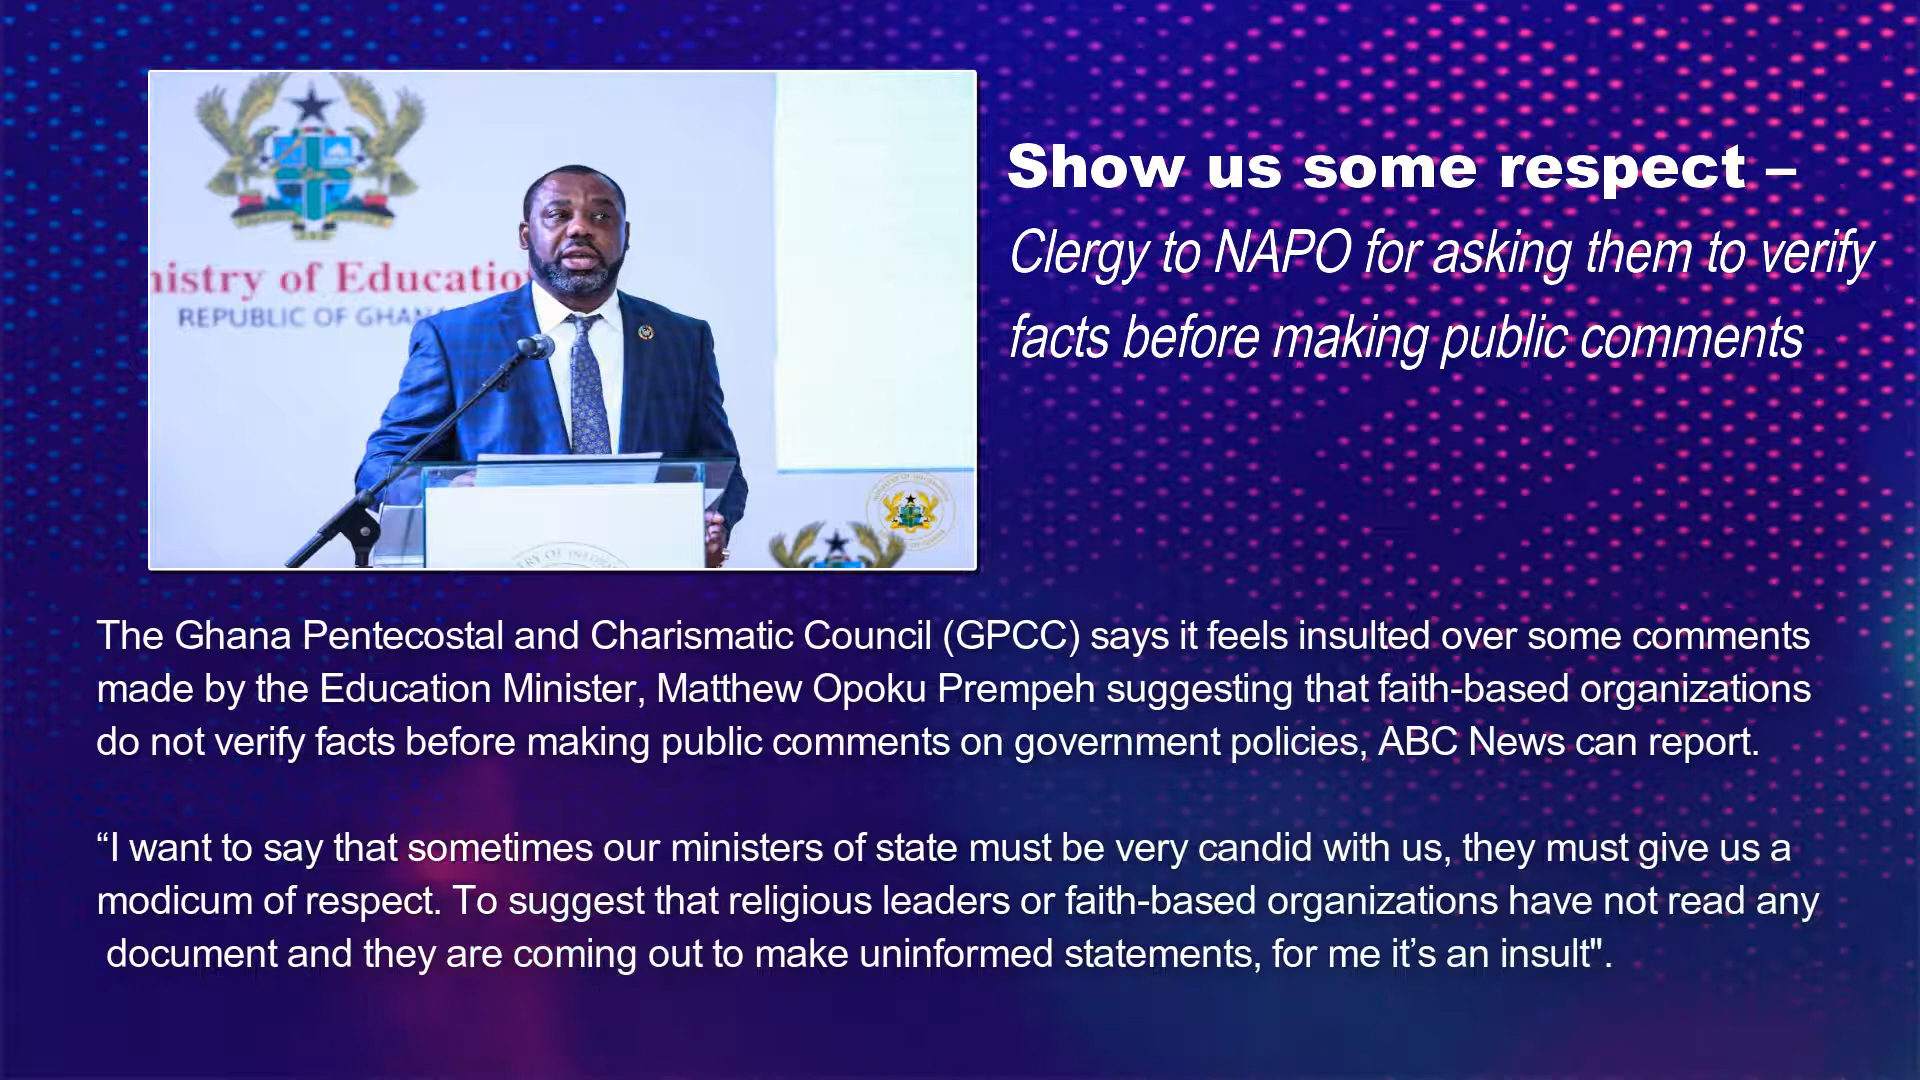 nistry of Educatio
REPUBLIC OF GHANA
Show us some respect –
Clergy to NAPO for asking them to verify
facts before making public comments
The Ghana Pentecostal and Charismatic Council (GPCC) says it feels insulted over some comments
made by the Education Minister, Matthew Opoku Prempeh suggesting that faith-based organizations
do not verify facts before making public comments on government policies, ABC News can report.
“I want to say that sometimes our ministers of state must be very candid with us, they must give us a
modicum of respect. To suggest that religious leaders or faith-based organizations have not read any
document and they are coming out to make uninformed statements, for me it’s an insult".